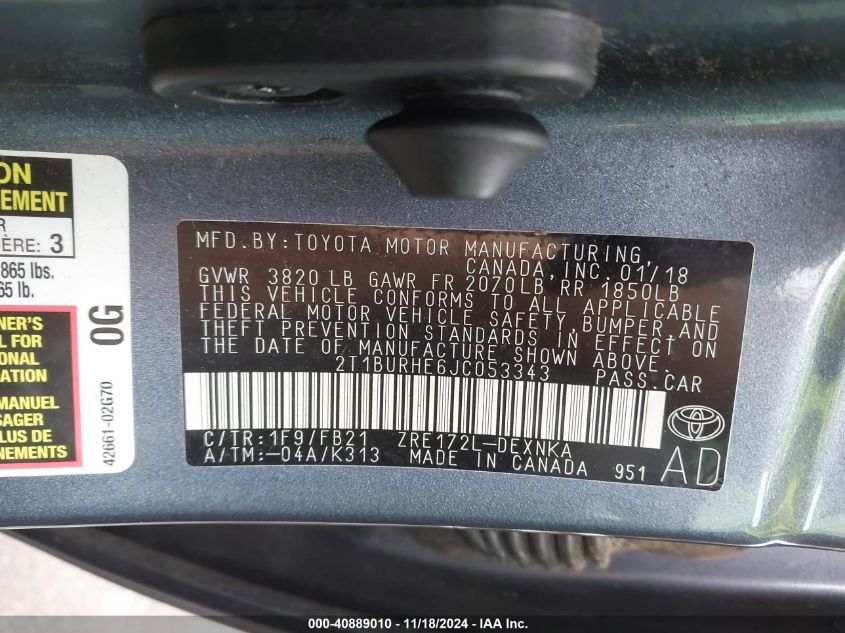 ON
EMENT
R
ÈRE: 3
865 lbs.
65 lb.
NER'S
L FOR
ONAL
TION
MANUEL
SAGER
LUS DE
NEMENTS
0G
42661-02G70
MFD. BY: TOYOTA MOTOR MANUFACTURING,
CANADA, INC. 01/18
GVWR 3820 LB GAWR FR 2070LB, RR 1850LB
THIS VEHICLE CONFORMS TO ALL APPLICABLE
FEDERAL MOTOR VEHICLE SAFETY, BUMPER, AND
THEFT PREVENTION STANDARDS IN EFFECT ON
THE DATE OF MANUFACTURE SHOWN ABOVE.
2T1BURHE6JC053343 PASS. CAR
C/TR: 1F9/FB21 ZRE172L-DEXNKA
A/TM: -04A/K313 MADE IN CANADA 951 AD
000-40889010 - 11/18/2024 - IAA Inc.